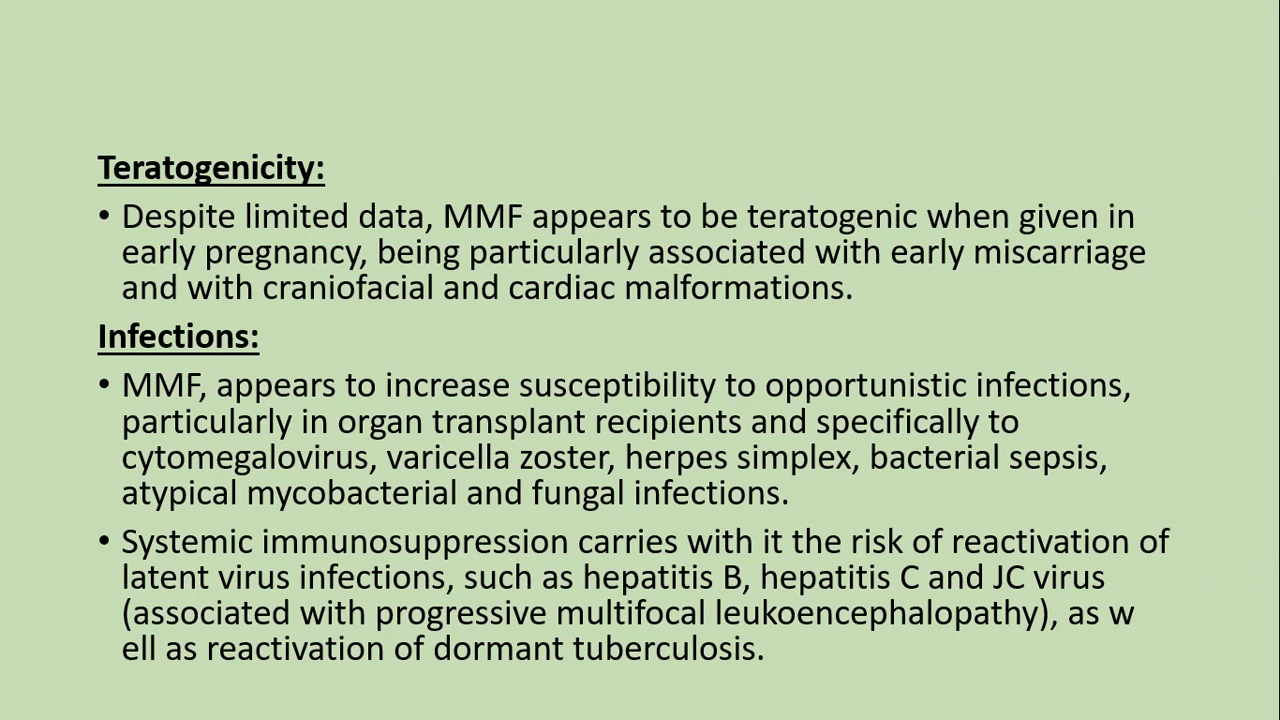 Teratogenicity:
• Despite limited data, MMF appears to be teratogenic when given in
early pregnancy, being particularly associated with early miscarriage
and with craniofacial and cardiac malformations.
Infections:
• MMF, appears to increase susceptibility to opportunistic infections,
particularly in organ transplant recipients and specifically to
cytomegalovirus, varicella zoster, herpes simplex, bacterial sepsis,
atypical mycobacterial and fungal infections.
• Systemic immunosuppression carries with it the risk of reactivation of
latent virus infections, such as hepatitis B, hepatitis C and JC virus
(associated with progressive multifocal leukoencephalopathy), as w
ell as reactivation of dormant tuberculosis.